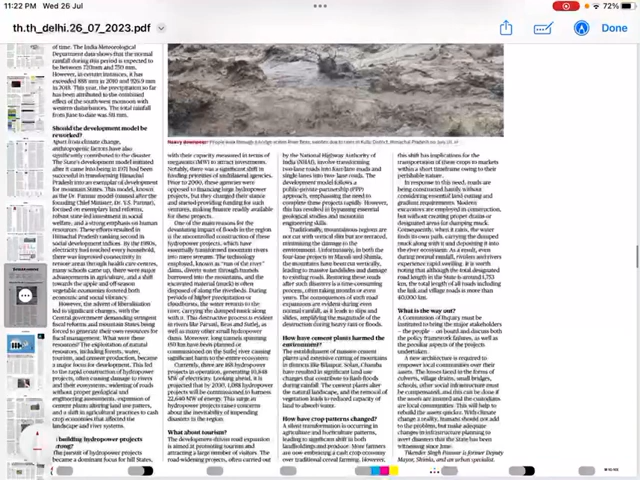 11:22 PM Wed 26 Jul
72%
th.th_delhi.26_07_2023.pdf
Done
of time. The India Meteorological
Department data shows that the normal
rainfall during this period is expected to
be between 720mm and 750 mm.
However, in certain instances, it has
exceeded 888 mm in 2010 and 926.9 mm
in 2018. This year, the precipitation so far
has been attributed to the combined
effect of the south-west monsoon with
western disturbances. The total rainfall
from June to date was 511 mm.
Should the development model be
reworked?
Apart from climate change,
anthropogenic factors have also
significantly contributed to the disaster.
The State's development model initiated
after it came into being in 1971 had been
successful in transforming Himachal
Pradesh into an exemplar of development
for mountain States. This model, known
as the Dr. Parmar model (named after the
founding Chief Minister, Dr. Y.S. Parmar),
focused on exemplary land reforms,
robust state-led investment in social
welfare, and a strong emphasis on human
resources. These efforts resulted in
Himachal Pradesh ranking second in
social development indices. By the 1980s,
electricity had reached every household,
there was improved connectivity in
remote areas through health care centres,
many schools came up, there were major
advancements in agriculture, and a shift
towards the apple and off-season
vegetable economies fostered both
economic and social vibrancy.
However, the advent of liberalisation
led to significant changes, with the
Central government demanding stringent
fiscal reforms and mountain States being
forced to generate their own resources for
fiscal management. What were these
resources? The exploitation of natural
resources, including forests, water,
tourism, and cement production, became
a major focus for development. This led
to the rapid construction of hydropower
projects, often causing damage to rivers
and their ecosystems, widening of roads
without proper geological and
engineering assessments, expansion of
cement plants altering land use patterns,
and a shift in agricultural practices to cash
crop economies that affected the
landscape and river systems.
building hydropower projects
wrong?
The pursuit of hydropower projects
became a dominant focus for hill States,
with their capacity measured in terms of
megawatts (MW) to attract investments.
Notably, there was a significant shift in
funding priorities of multilateral agencies.
Prior to 2000, these agencies were
opposed to financing large hydropower
projects, but they changed their stance
and started providing funding for such
ventures, making finance readily available
for these projects.
One of the main reasons for the
devastating impact of floods in the region
is the uncontrolled construction of these
hydropower projects, which have
essentially transformed mountain rivers
into mere streams. The technology
employed, known as "run of the river"
dams, diverts water through tunnels
burrowed into the mountains, and the
excavated material (muck) is often
disposed along the riverbeds. During
periods of higher precipitation or
cloudbursts, the water returns to the
river, carrying the dumped muck along
with it. This destructive process is evident
in rivers like Parvati, Beas and Sutlej, as
well as many other small hydropower
dams. Moreover, long tunnels spanning
150 km have been planned or
commissioned on the Sutlej river causing
significant harm to the entire ecosystem.
Currently, there are 168 hydropower
projects in operation, generating 10,848
MW of electricity. Looking ahead, it is
projected that by 2030, 1,088 hydropower
projects will be commissioned to harness
22,640 MW of energy. This surge in
hydropower projects raises concerns
about the inevitability of impending
disasters in the region.
What about tourism?
The development-driven road expansion
is aimed at promoting tourism and
attracting a large number of visitors. The
road-widening projects, often carried out
by the National Highway Authority of
India (NHAI), involve transforming
two-lane roads into four-lane roads and
single lanes into two-lane roads. The
development model follows a
public-private-partnership (PPP)
approach, emphasising the need to
complete these projects rapidly. However,
this has resulted in bypassing essential
geological studies and mountain
engineering skills.
Traditionally, mountainous regions are
not cut with vertical slits but are terraced,
minimising the damage to the
environment. Unfortunately, in both the
four-lane projects in Manali and Shimla,
the mountains have been cut vertically,
leading to massive landslides and damage
to existing roads. Restoring these roads
after such disasters is a time-consuming
process, often taking months or even
years. The consequences of such road
expansions are evident during even
normal rainfall, as it leads to slips and
slides, amplifying the magnitude of the
destruction during heavy rain or floods.
How have cement plants harmed the
environment?
The establishment of massive cement
plants and extensive cutting of mountains
in districts like Bilaspur, Solan, Chamba
have resulted in significant land use
changes that contribute to flash floods
during rainfall. The cement plants alter
the natural landscape, and the removal of
vegetation leads to reduced capacity of
land to absorb water.
How have crop patterns changed?
A silent transformation is occurring in
agriculture and horticulture patterns,
leading to significant shift in both
landholdings and produce. More farmers
are now embracing a cash crop economy
over traditional cereal farming. However,
this shift has implications for the
transportation of these crops to markets
within a short timeframe owing to their
perishable nature.
In response to this need, roads are
being constructed hastily without
considering essential land cutting and
gradient requirements. Modern
excavators are employed in construction,
but without creating proper drains or
designated areas for dumping muck.
Consequently, when it rains, the water
finds its own path, carrying the dumped
muck along with it and depositing it into
the river ecosystem. As a result, even
during normal rainfall, rivulets and rivers
experience rapid swelling. It is worth
noting that although the total designated
road length in the State is around 1,753
km, the total length of all roads including
the link and village roads is more than
40,000 km.
What is the way out?
A Commission of Inquiry must be
instituted to bring the major stakeholders
— the people — on board and discuss both
the policy framework failures, as well as
the peculiar aspects of the projects
undertaken.
A new architecture is required to
empower local communities over their
assets. The losses faced in the forms of
culverts, village drains, small bridges,
schools, other social infrastructure must
be compensated; and this can be done
if the assets are insured and the custodians
are local communities. This will help to
rebuild the assets quicker. With climate
change a reality, humans should not add
to the problem, but make adequate
changes in infrastructure planning to
avert disasters that the State has been
witnessing since June.
Tikender Singh Panwar is former Deputy
Mayor, Shimla, and an urban specialist.